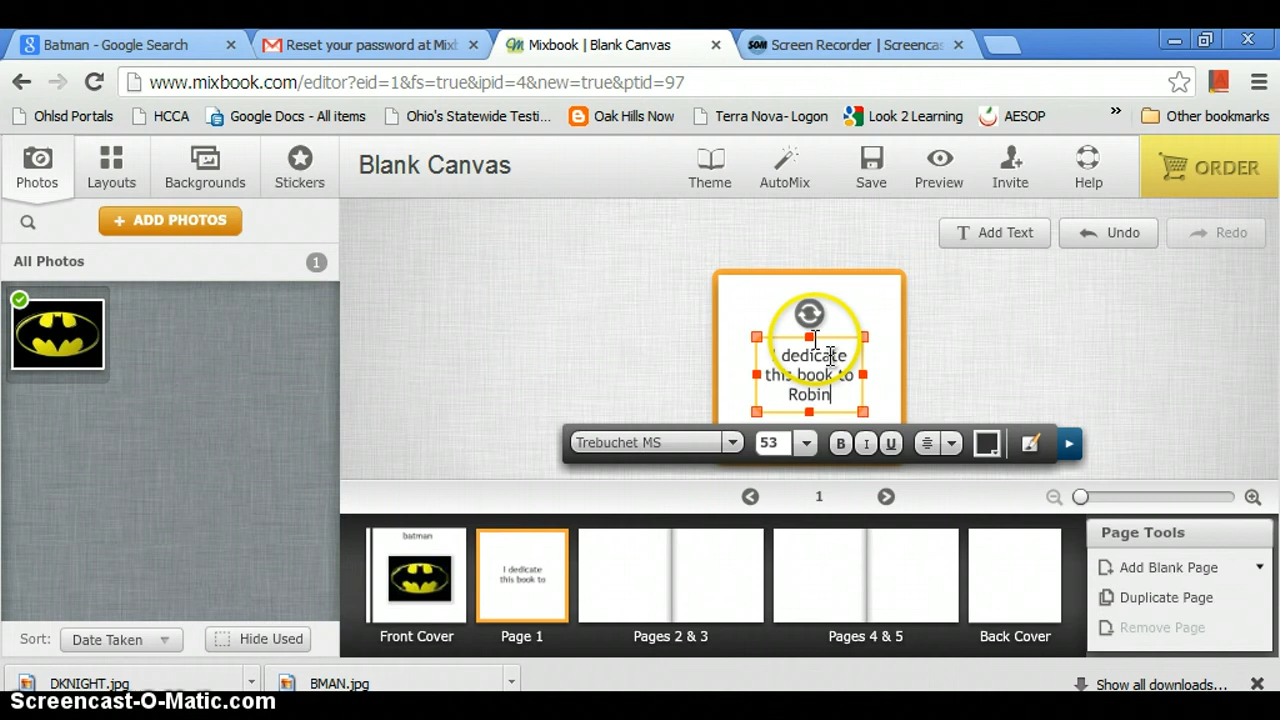 Batman - Google Search
Reset your password at Mixb
Mixbook | Blank Canvas
Screen Recorder | Screencas
www.mixbook.com/editor?eid=1&fs=true&ipid=4&new=true&ptid=97
Ohlsd Portals
HCCA
Google Docs - All items
Ohio's Statewide Testi...
Oak Hills Now
Terra Nova- Logon
Look 2 Learning
AESOP
»
Other bookmarks
Photos
Layouts
Backgrounds
Stickers
Blank Canvas
Theme
AutoMix
Save
Preview
Invite
Help
ORDER
+ ADD PHOTOS
T Add Text
Undo
Redo
All Photos
1
I dedicate
this book to
Robin
Trebuchet MS
53
B
I
U
1
batman
I dedicate
this book to
Front Cover
Page 1
Pages 2 & 3
Pages 4 & 5
Back Cover
Page Tools
Add Blank Page
Duplicate Page
Remove Page
Sort:
Date Taken
Hide Used
DKNIGHT.jpg
BMAN.jpg
Show all downloads...
Screencast-O-Matic.com